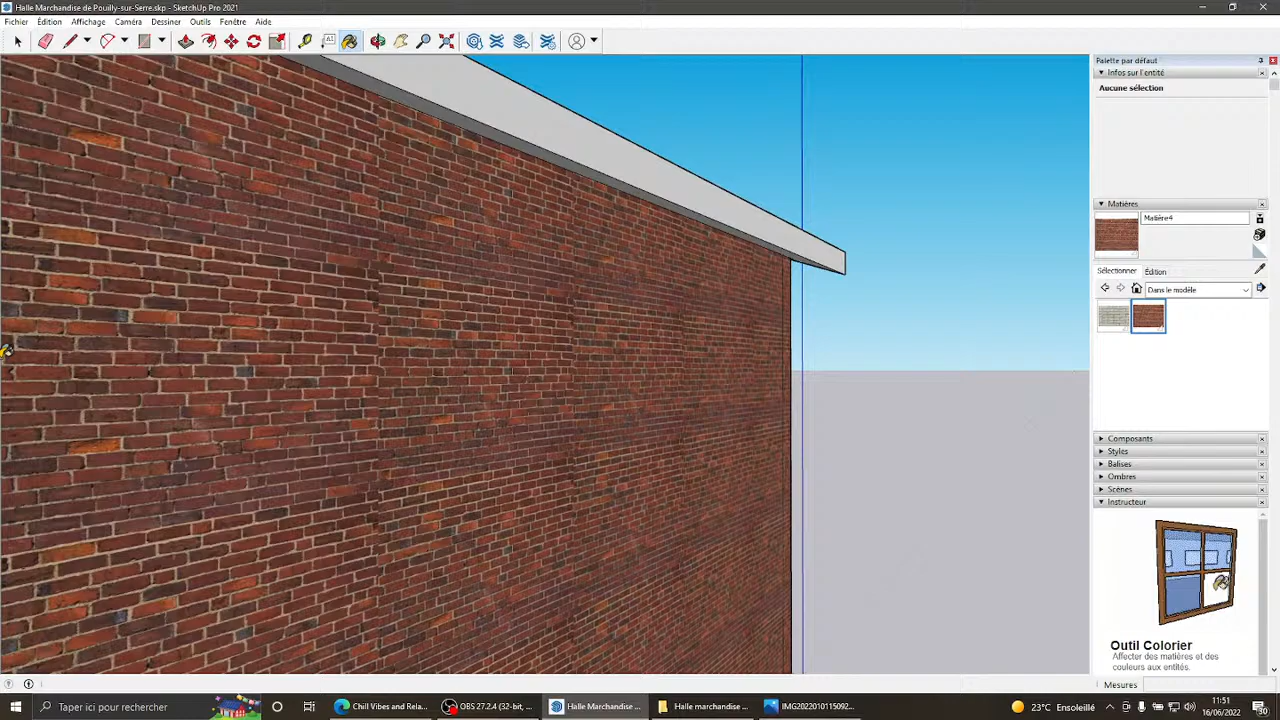 Halle Marchandise de Pouilly-sur-Serre.skp - SketchUp Pro 2021
Fichier Édition Affichage Caméra Dessiner Outils Fenêtre Aide
Palette par défaut
Infos sur l'entité
Aucune sélection
Matières
Matière4
Sélectionner Édition
Dans le modèle
Composants
Styles
Balises
Ombres
Scènes
Instructeur
Outil Colorier
Affecter des matières et des
couleurs aux entités.
Mesures
Taper ici pour rechercher
Chill Vibes and Rela...
OBS 27.2.4 (32-bit, ...
Halle Marchandise ...
Halle marchandise ...
IMG2022010115092...
23°C Ensoleillé
11:51
16/06/2022